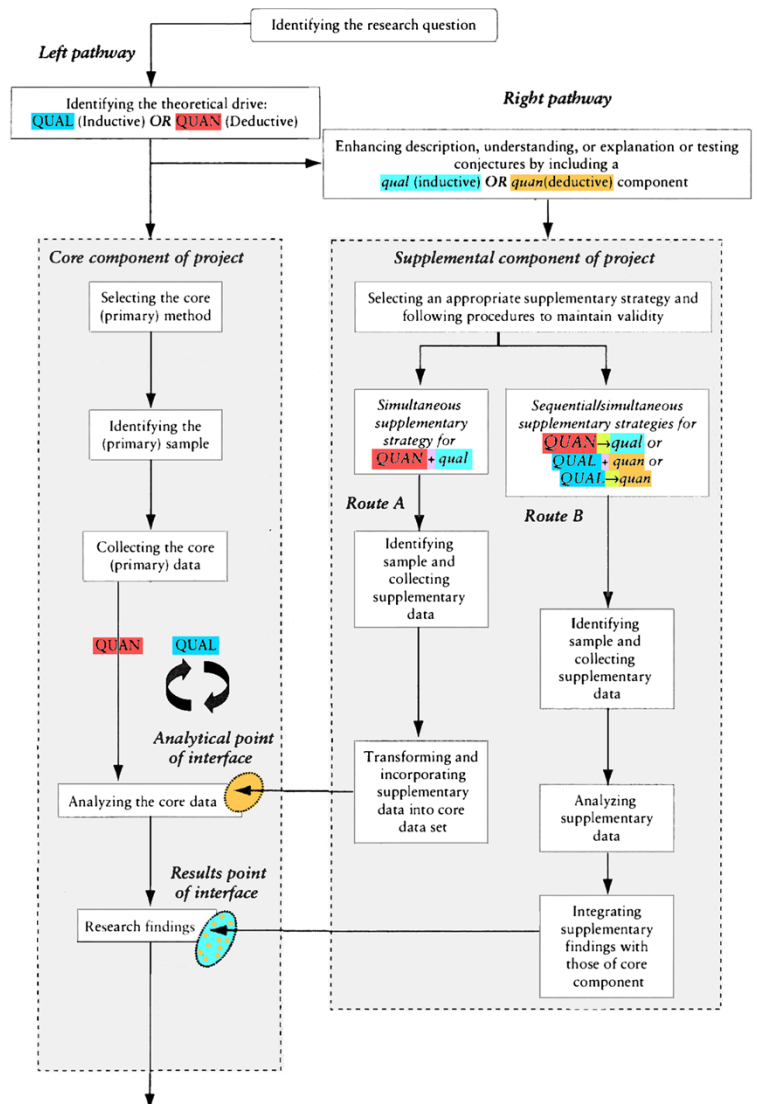 Identifying the research question
Left pathway
Identifying the theoretical drive:
QUAL (Inductive) OR QUAN (Deductive)
Right pathway
Enhancing description, understanding, or explanation or testing
conjectures by including a
qual (inductive) OR quan(deductive) component
Core component of project
Selecting the core
(primary) method
Identifying the
(primary) sample
Collecting the core
(primary) data
QUAN
QUAL
Analytical point
of interface
Analyzing the core data
Results point
of interface
Research findings
Supplemental component of project
Selecting an appropriate supplementary strategy and
following procedures to maintain validity
Simultaneous
supplementary
strategy for
QUAN + qual
Route A
Identifying
sample and
collecting
supplementary
data
Transforming and
incorporating
supplementary
data into core
data set
Sequential/simultaneous
supplementary strategies for
QUAN→qual or
QUAL + quan or
QUAL→quan
Route B
Identifying
sample and
collecting
supplementary
data
Analyzing
supplementary
data
Integrating
supplementary
findings with
those of core
component